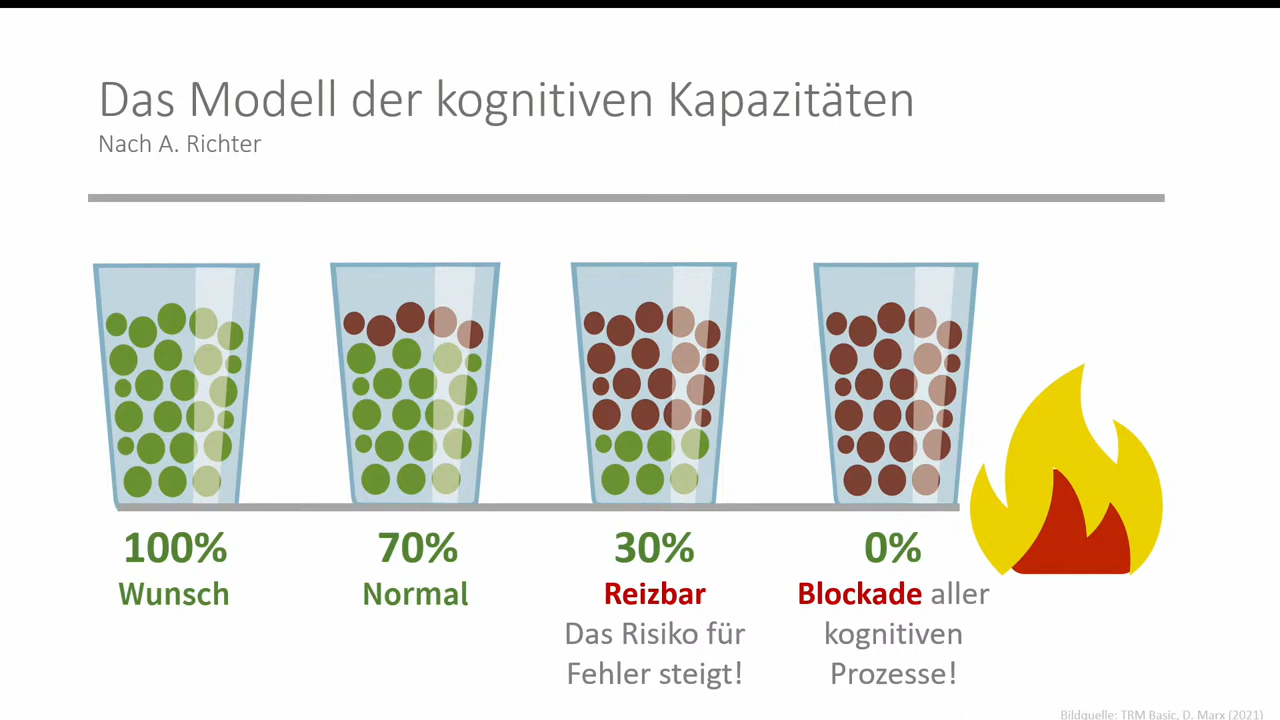 Das Modell der kognitiven Kapazitäten
Nach A. Richter
100%
Wunsch
70%
Normal
30%
Reizbar
Das Risiko für
Fehler steigt!
0%
Blockade aller
kognitiven
Prozesse!
Bildquelle: TRM Basic, D. Marx (2021)